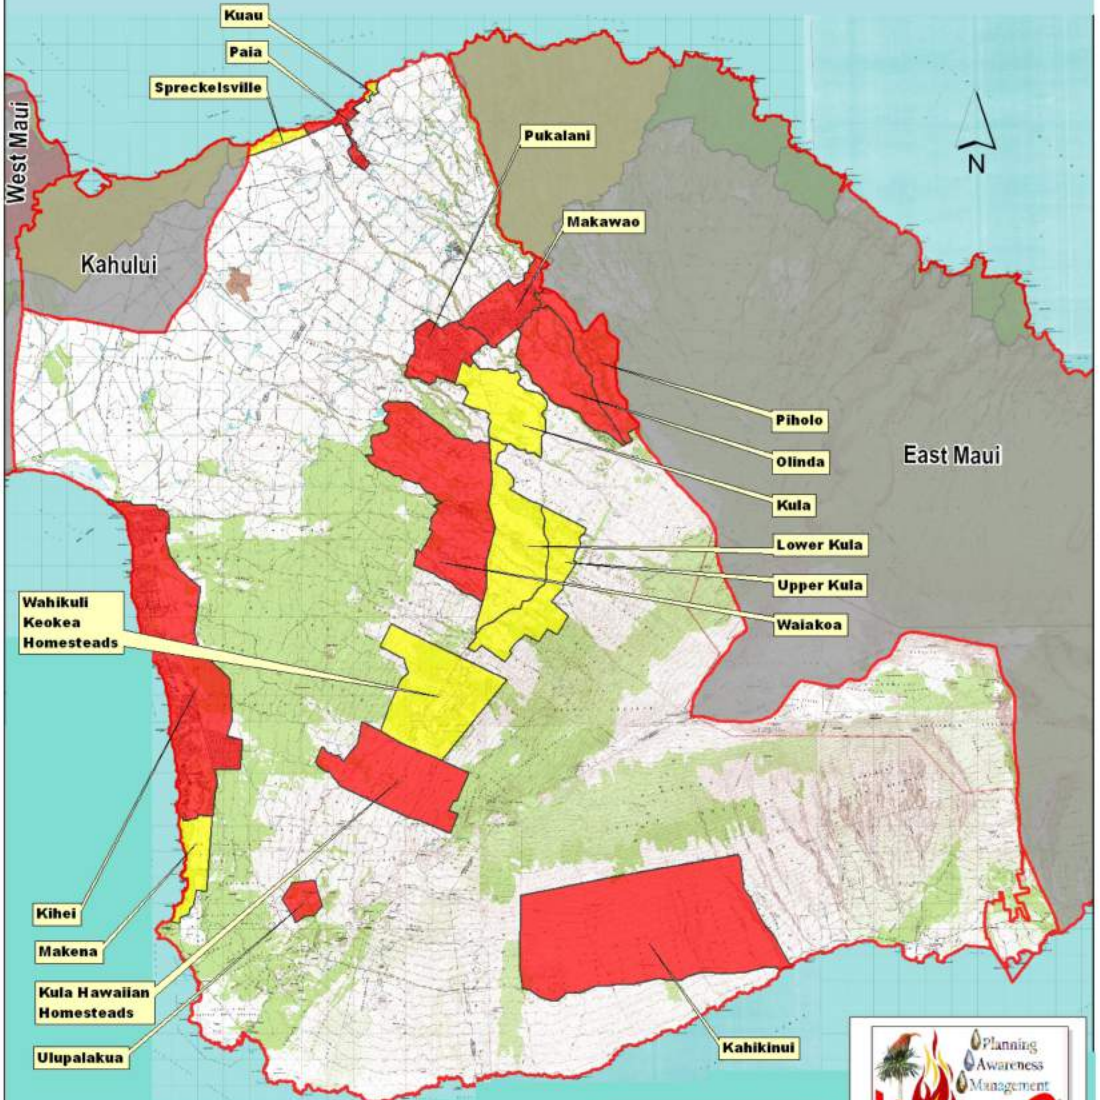 Kuau
Paia
Spreckelsville
West Maui
Kahului
Pukalani
Makawao
N
Piholo
Olinda
East Maui
Kula
Lower Kula
Upper Kula
Waiakoa
Wahikuli
Keokea
Homesteads
Kihei
Makena
Kula Hawaiian
Homesteads
Ulupalakua
Kahikinui
Planning
Awareness
Management